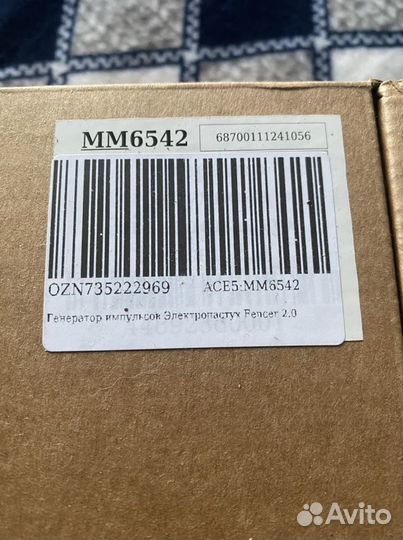 MM6542 68700111241056
OZN735222969 ACE5:MM6542
Генератор импульсов Электропастух Fencer 2.0
Avito